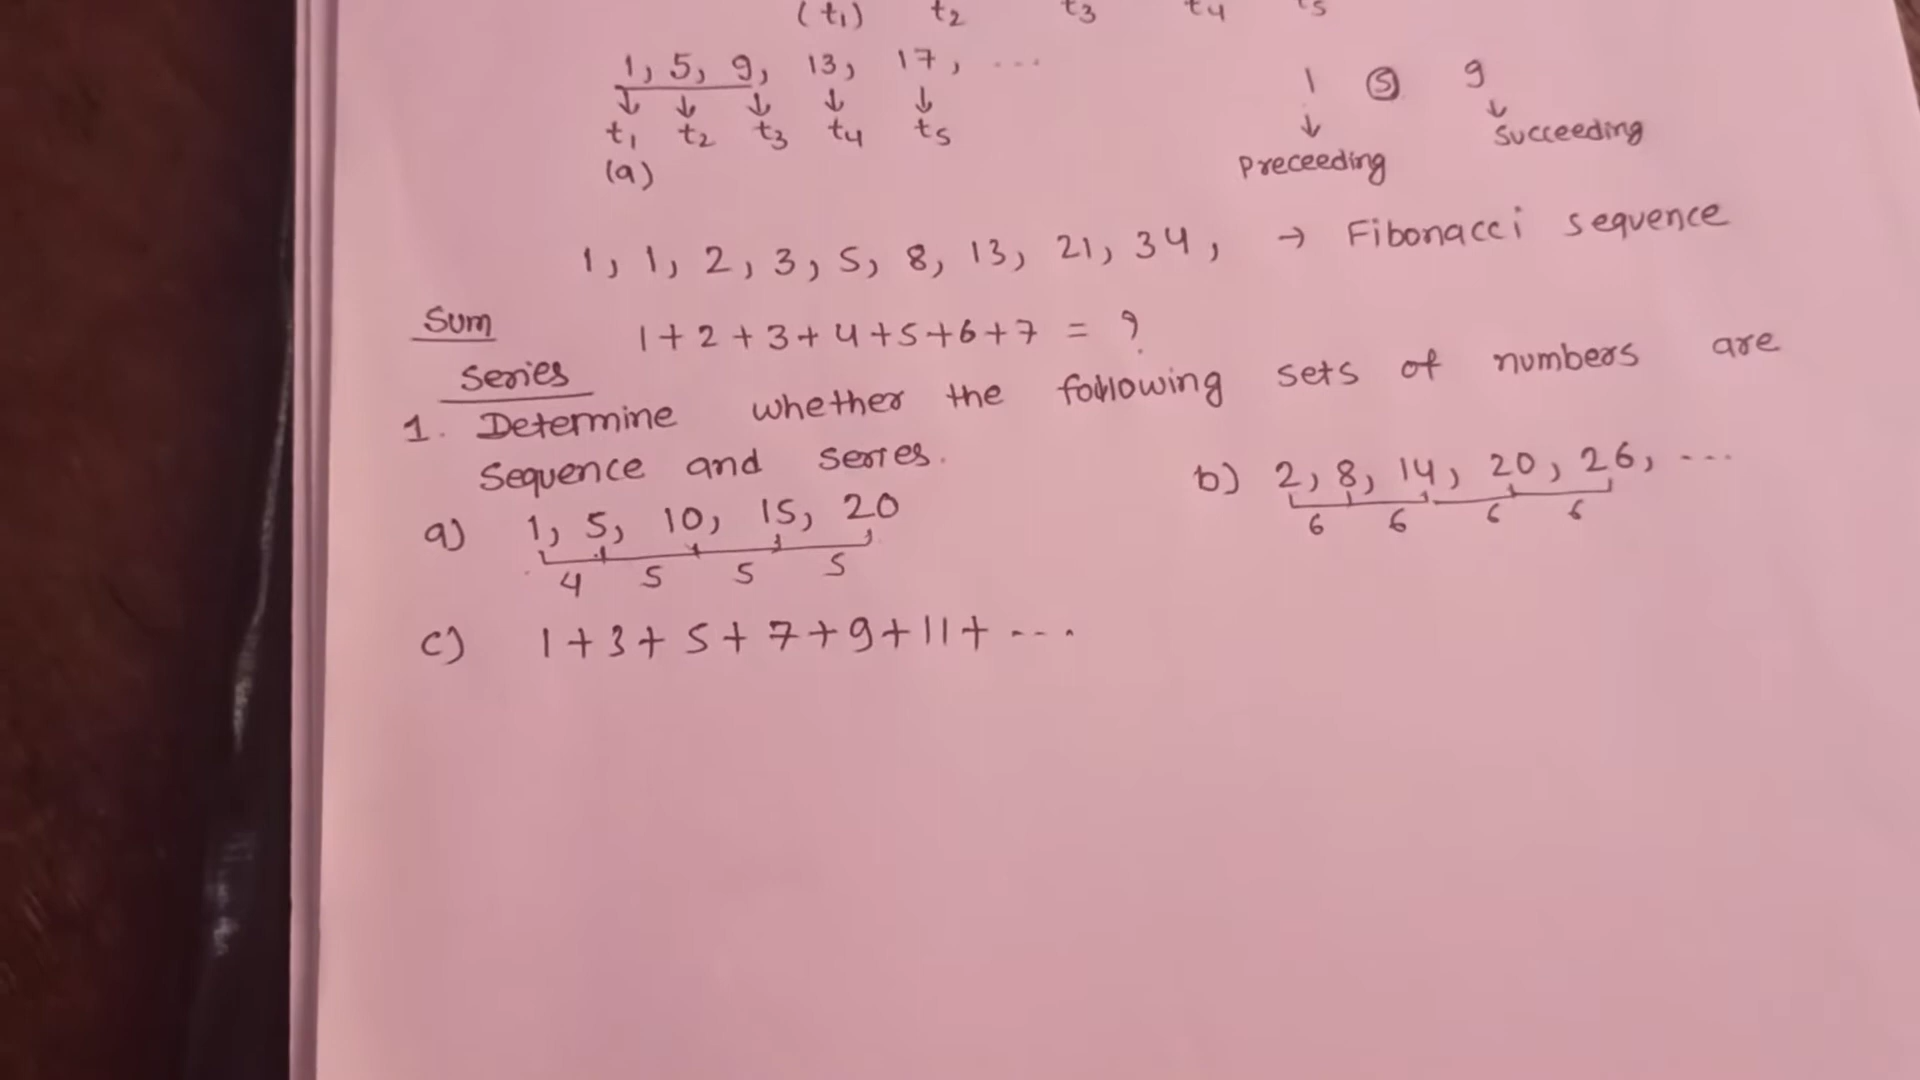 (t1) t2 t3 t4 t5
1, 5, 9, 13, 17, ...
↓ ↓ ↓ ↓ ↓
t1 t2 t3 t4 t5
(a)
1 5 9
↓ ↓
Preceeding Succeeding
1, 1, 2, 3, 5, 8, 13, 21, 34, → Fibonacci sequence
Sum 1+2+3+4+5+6+7 = ?
Series
1. Determine whether the following sets of numbers are
Sequence and series.
a) 1, 5, 10, 15, 20
4 5 5 5
b) 2, 8, 14, 20, 26, ...
6 6 6 6
c) 1+3+5+7+9+11+ ...